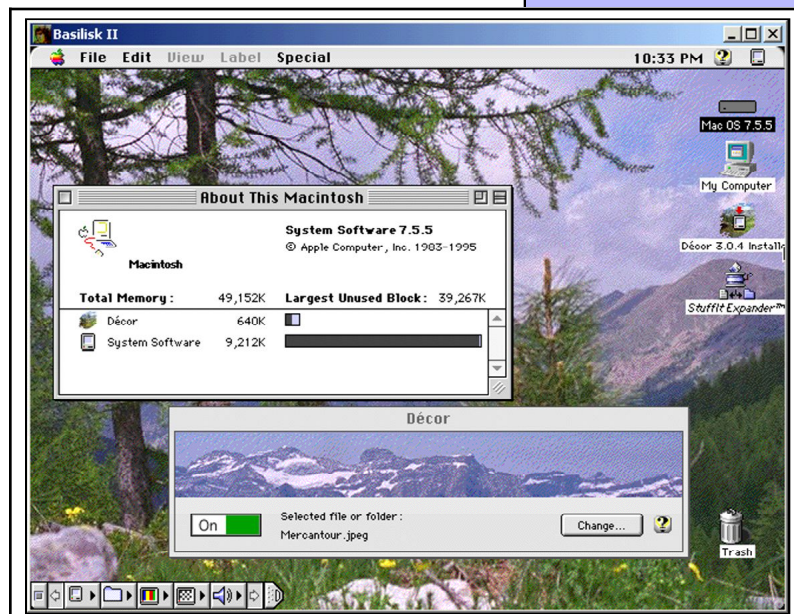 Basilisk II
File Edit View Label Special 10:33 PM
Mac OS 7.5.5
My Computer
About This Macintosh
System Software 7.5.5
© Apple Computer, Inc. 1983-1995
Macintosh
Total Memory : 49,152K Largest Unused Block : 39,267K
Décor 640K
System Software 9,212K
Décor 3.0.4 Installe
StuffIt Expander™
Décor
On
Selected file or folder :
Mercantour.jpeg
Change...
Trash